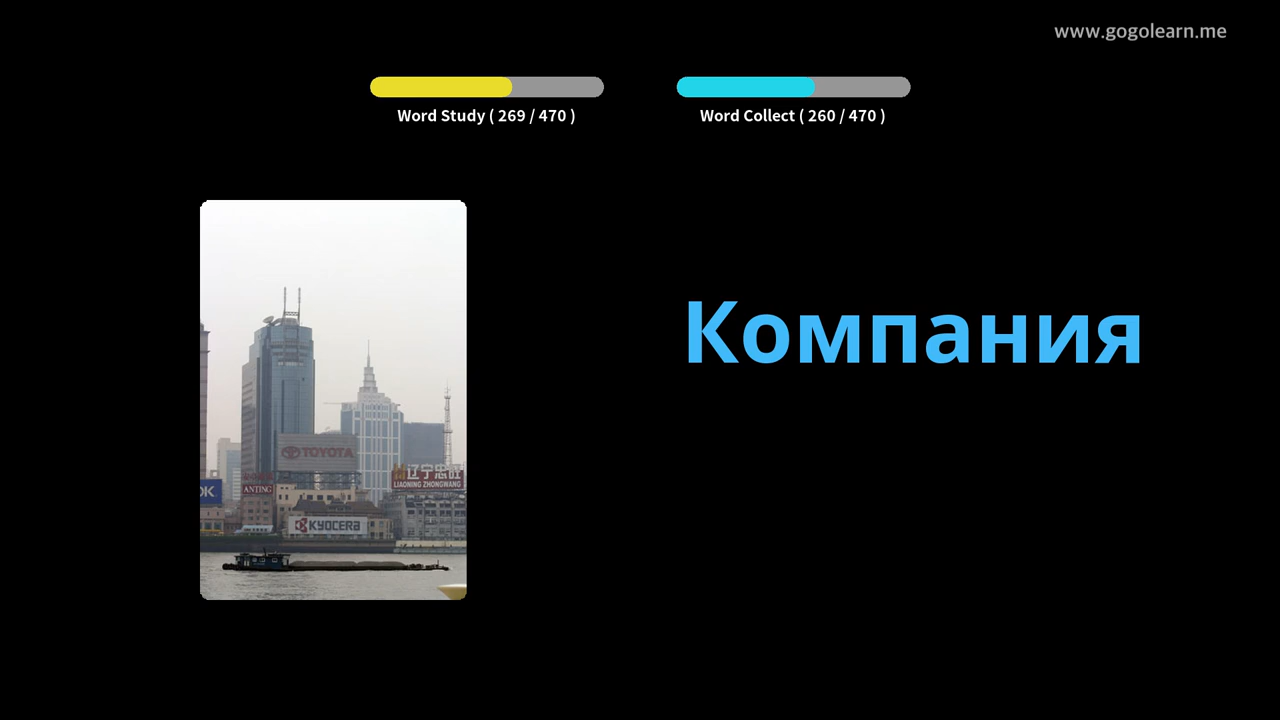 www.gogolearn.me
Word Study ( 269 / 470 )
Word Collect ( 260 / 470 )
Компания
TOYOTA
辽宁忠旺
LIAONING ZHONGWANG
ANTING
OK
KYOCERA